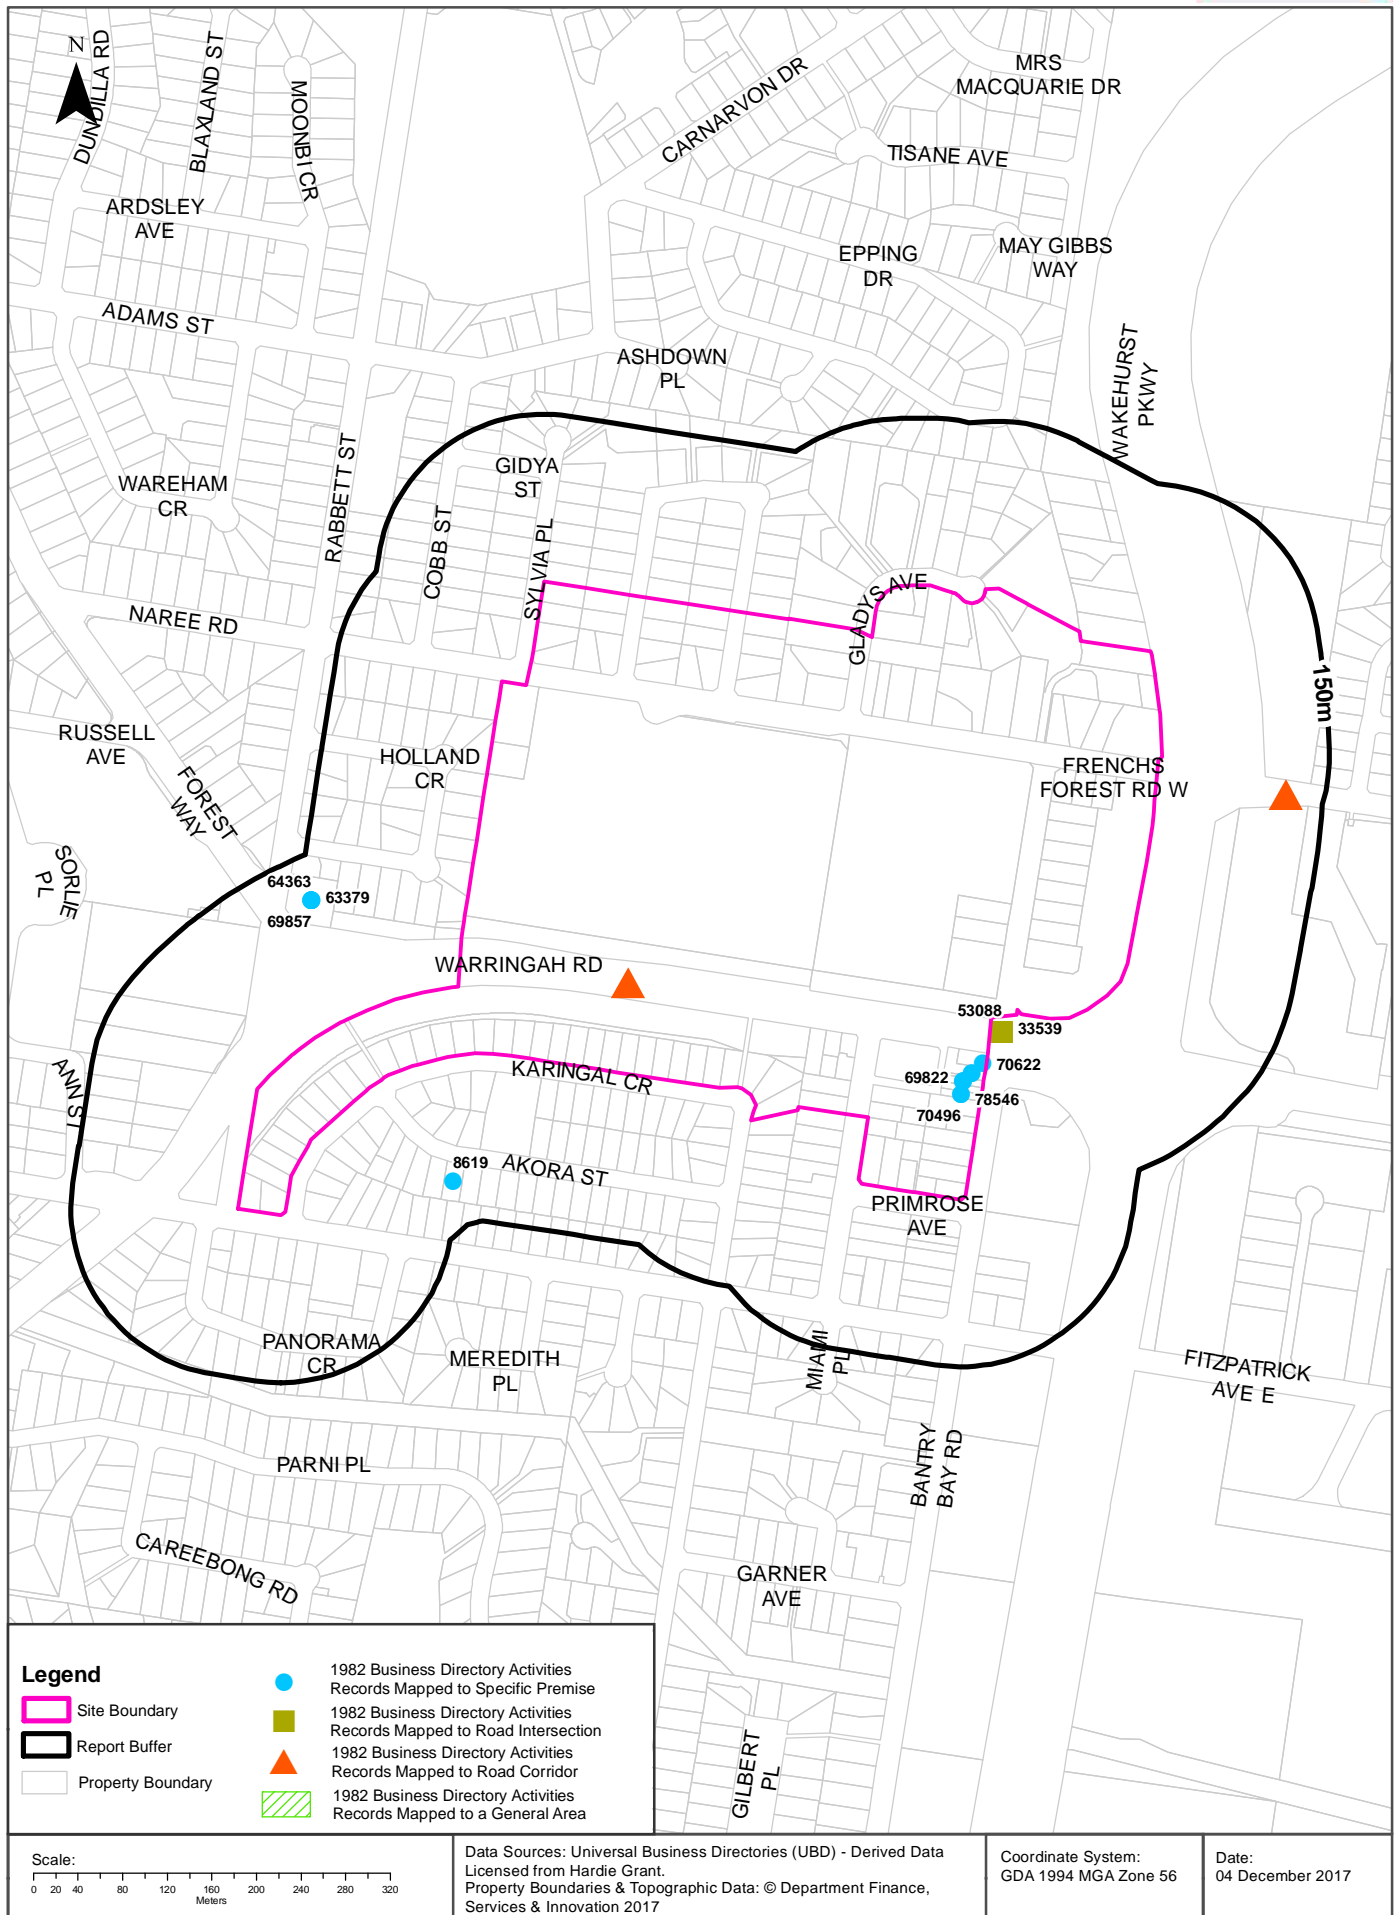 N
DUNDILLA RD
BLAXLAND ST
MOONBI CR
CARNARVON DR
MRS
MACQUARIE DR
TISANE AVE
ARDSLEY
AVE
EPPING
DR
MAY GIBBS
WAY
ADAMS ST
ASHDOWN
PL
WAKEHURST
PKWY
WAREHAM
CR
RABBETT ST
GIDYA
ST
COBB ST
SYLVIA PL
NAREE RD
GLADYS AVE
150m
RUSSELL
AVE
HOLLAND
CR
FRENCHS
FOREST RD W
FOREST
WAY
SORLIE
PL
64363
63379
69857
WARRINGAH RD
53088
33539
70622
69822
78546
70496
ANN ST
KARINGAL CR
8619
AKORA ST
PRIMROSE
AVE
PANORAMA
CR
MEREDITH
PL
MIAMI
PL
FITZPATRICK
AVE E
PARNI PL
BANTRY
BAY RD
CAREEBONG RD
GARNER
AVE
GILBERT
PL
Legend
Site Boundary
Report Buffer
Property Boundary
1982 Business Directory Activities
Records Mapped to Specific Premise
1982 Business Directory Activities
Records Mapped to Road Intersection
1982 Business Directory Activities
Records Mapped to Road Corridor
1982 Business Directory Activities
Records Mapped to a General Area
Scale:
0 20 40 80 120 160 200 240 280 320
Meters
Data Sources: Universal Business Directories (UBD) - Derived Data
Licensed from Hardie Grant.
Property Boundaries & Topographic Data: © Department Finance,
Services & Innovation 2017
Coordinate System:
GDA 1994 MGA Zone 56
Date:
04 December 2017